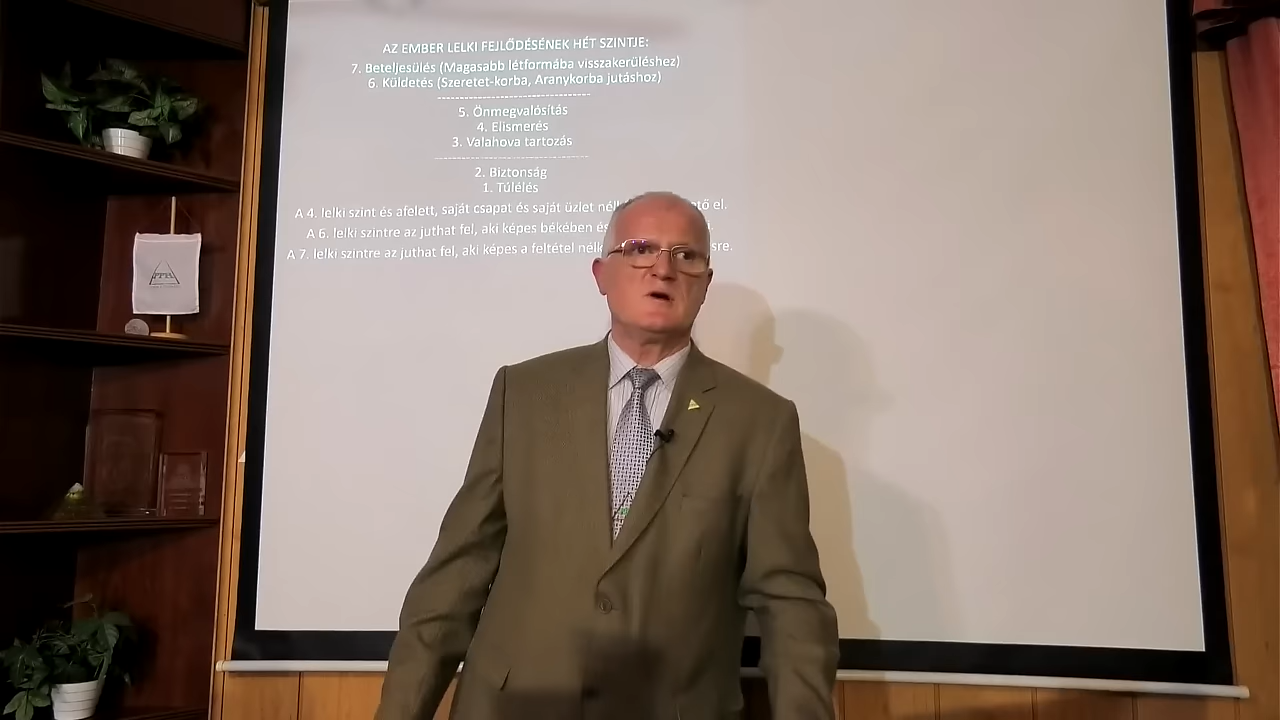 AZ EMBER LELKI FEJLŐDÉSÉNEK HÉT SZINTJE:
7. Beteljesülés (Magasabb létformába visszakerüléshez)
6. Küldetés (Szeretet-korba, Aranykorba jutáshoz)
5. Önmegvalósítás
4. Elismerés
3. Valahova tartozás
2. Biztonság
1. Túlélés
A 4. lelki szint és afelett, saját csapat és saját üzlet el.
A 6. lelki szintre az juthat fel, aki képes békében
A 7. lelki szintre az juthat fel, aki képes a feltétel